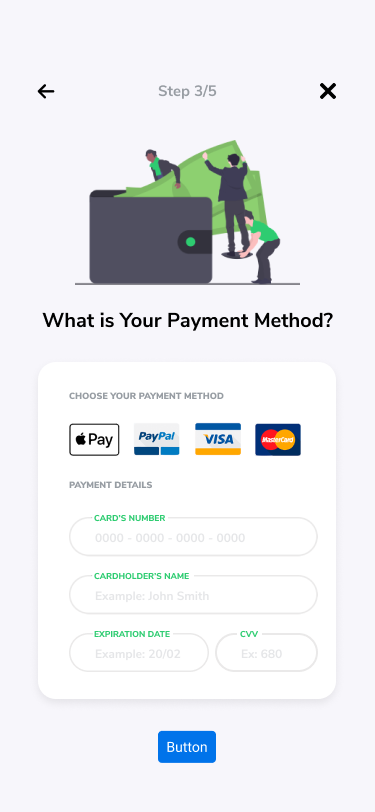 Step 3/5
What is Your Payment Method?
CHOOSE YOUR PAYMENT METHOD
Pay PayPal VISA MasterCard
PAYMENT DETAILS
CARD'S NUMBER
0000 - 0000 - 0000 - 0000
CARDHOLDER'S NAME
Example: John Smith
EXPIRATION DATE CVV
Example: 20/02 Ex: 680
Button